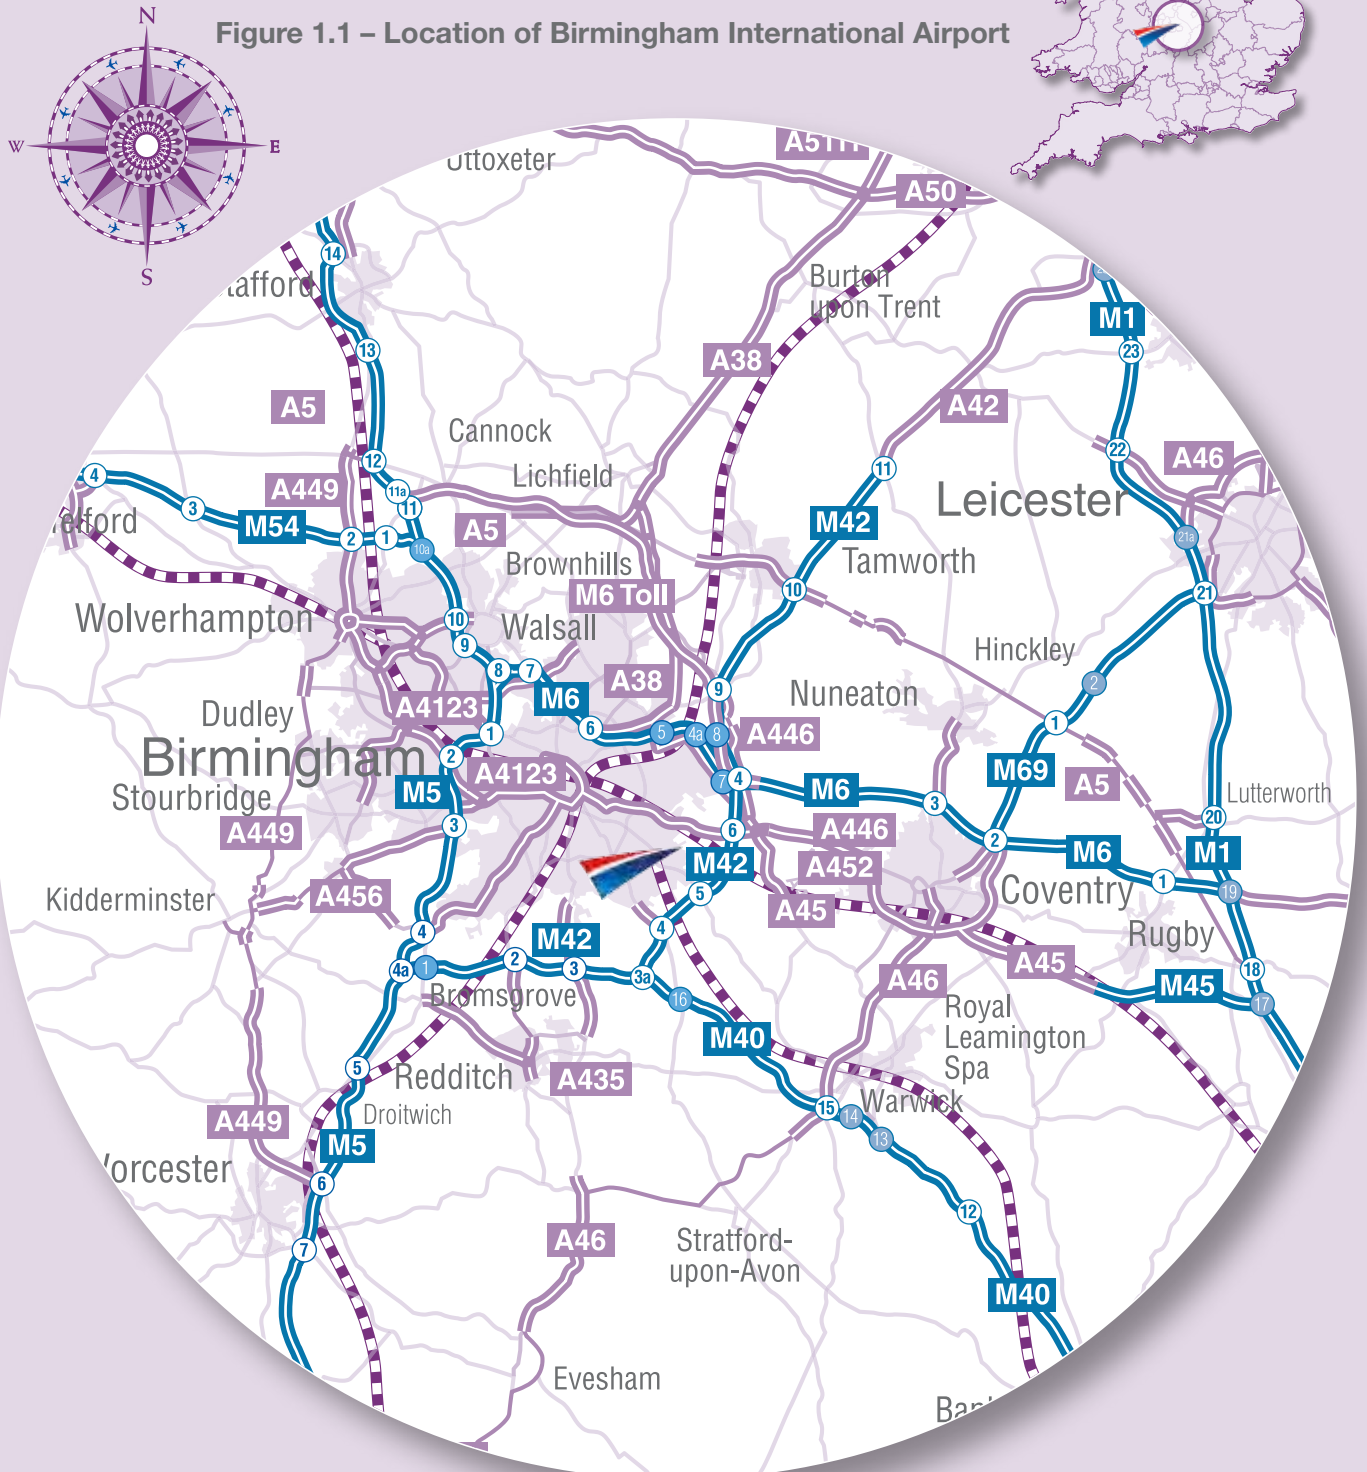 N
Figure 1.1 – Location of Birmingham International Airport
W
E
S
Uttoxeter
A50
14
Burton
upon Trent
M1
13
23
A38
A5
A42
Cannock
22
12
A46
11
4
Lichfield
A449
11a
Leicester
3
11
M54
A5
M42
21a
2
1
10a
Brownhills
Tamworth
10
M6 Toll
21
Wolverhampton
10
Walsall
9
Hinckley
8
7
A38
2
9
Nuneaton
M6
A4123
Dudley
1
6
5
4a
8
A446
1
Birmingham
2
A4123
M69
7
4
M5
M6
A5
Stourbridge
3
Lutterworth
20
3
6
A446
A449
2
M6
M1
M42
A452
1
5
Coventry
19
Kidderminster
A456
A45
4
4
Rugby
M42
2
3
A45
18
4a
1
3a
A46
M45
Bromsgrove
16
17
Royal
Leamington
Spa
M40
5
Redditch
A435
15
14
Warwick
Droitwich
A449
13
M5
6
12
A46
Stratford-
upon-Avon
7
M40
Evesham